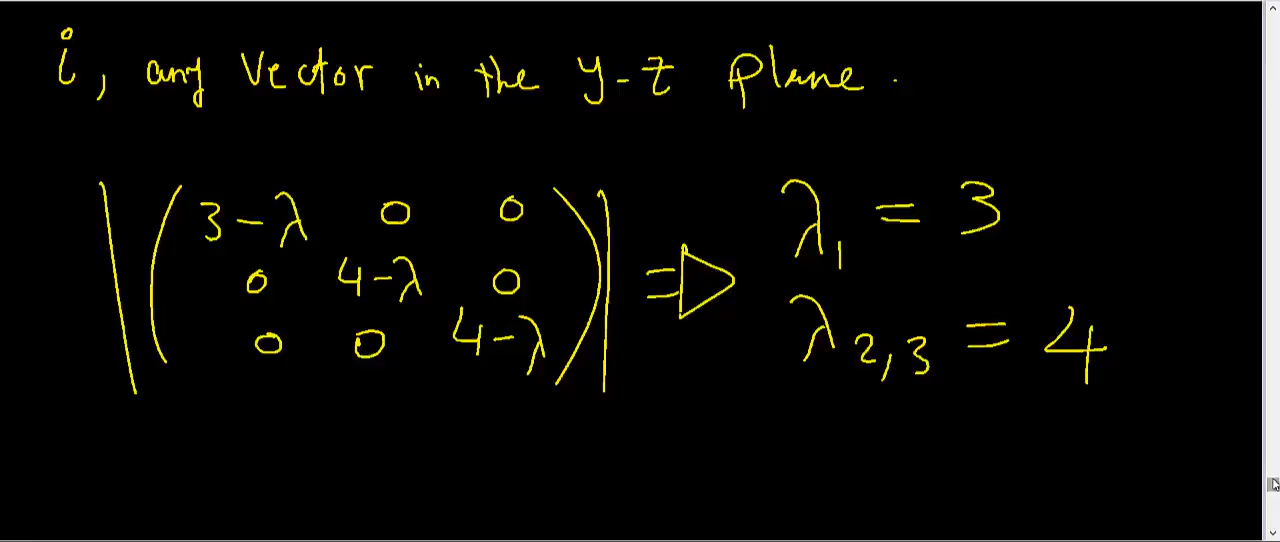 i, any vector in the y-z plane.
|(3-λ 0 0
0 4-λ 0
0 0 4-λ)| ⇒ λ₁ = 3
λ₂,₃ = 4